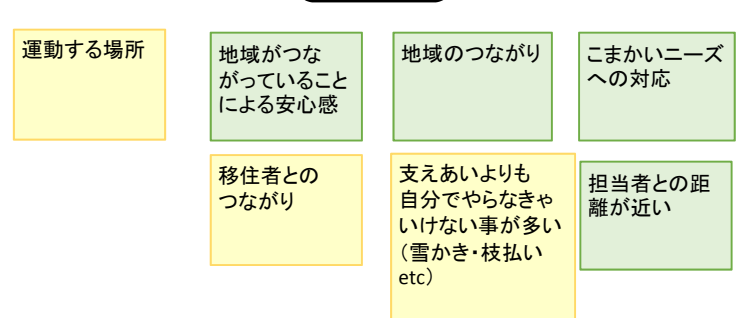 運動する場所
地域がつな
がっていること
による安心感
地域のつながり
こまかいニーズ
への対応
移住者との
つながり
支えあいよりも
自分でやらなきゃ
いけない事が多い
（雪かき・枝払い
etc）
担当者との距
離が近い